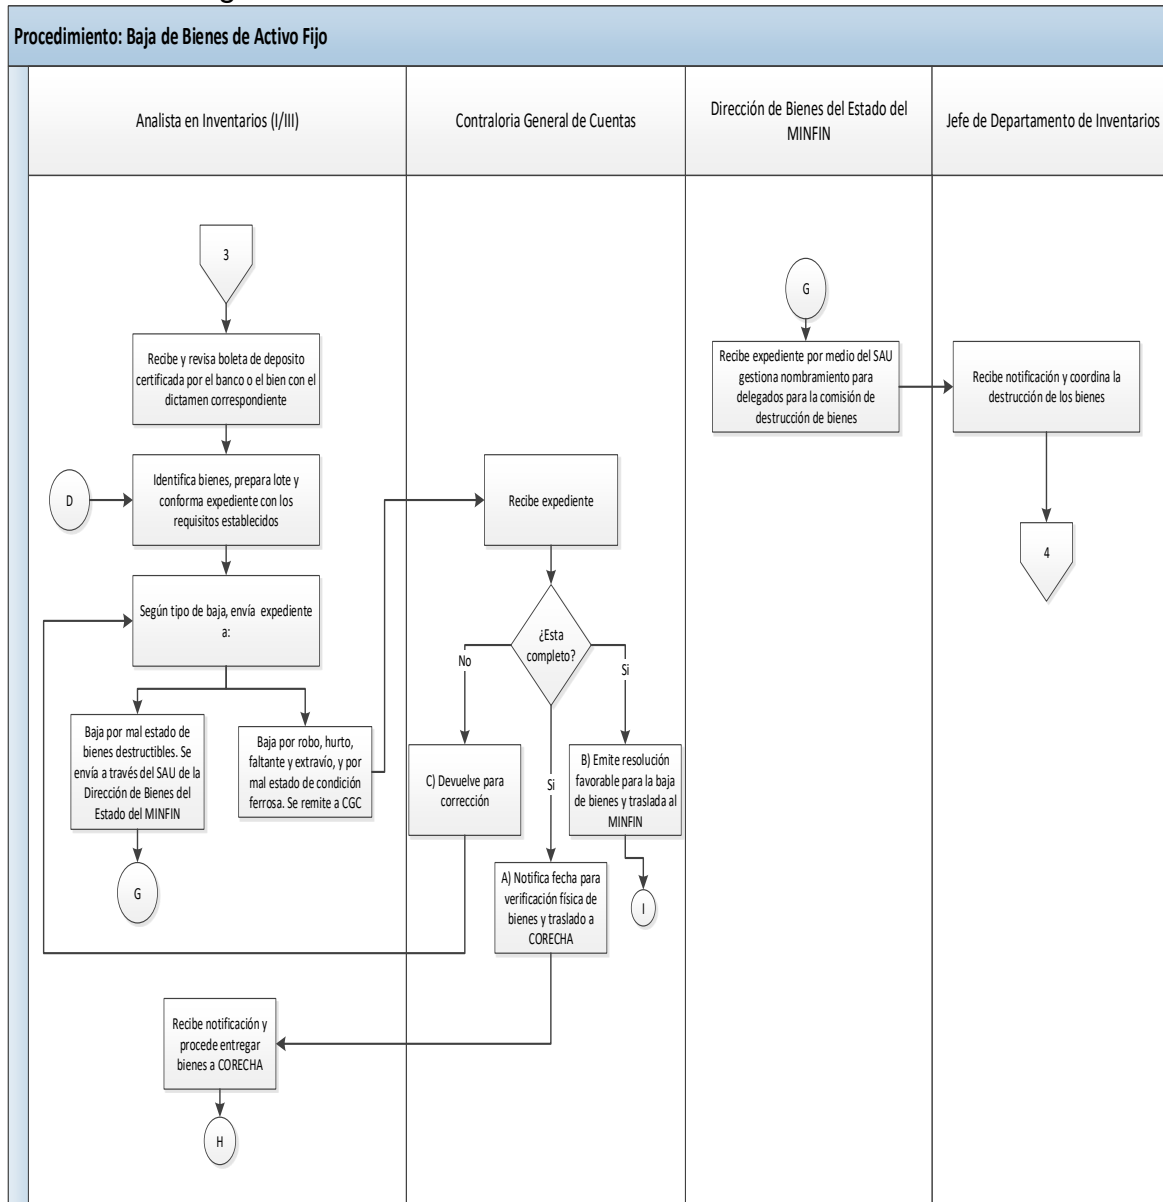 Procedimiento: Baja de Bienes de Activo Fijo
Analista en Inventarios (I/III)
Contraloria General de Cuentas
Dirección de Bienes del Estado del
MINFIN
Jefe de Departamento de Inventarios
3
Recibe y revisa boleta de deposito
certificada por el banco o el bien con el
dictamen correspondiente
D
Identifica bienes, prepara lote y
conforma expediente con los
requisitos establecidos
Según tipo de baja, envía expediente
a:
Baja por mal estado de
bienes destructibles. Se
envía a través del SAU de la
Dirección de Bienes del
Estado del MINFIN
G
Baja por robo, hurto,
faltante y extravío, y por
mal estado de condición
ferrosa. Se remite a CGC
Recibe expediente
¿Esta
completo?
No
Si
Si
C) Devuelve para
corrección
B) Emite resolución
favorable para la baja
de bienes y traslada al
MINFIN
I
A) Notifica fecha para
verificación física de
bienes y traslado a
CORECHA
Recibe notificación y
procede entregar
bienes a CORECHA
H
G
Recibe expediente por medio del SAU
gestiona nombramiento para
delegados para la comisión de
destrucción de bienes
Recibe notificación y coordina la
destrucción de los bienes
4